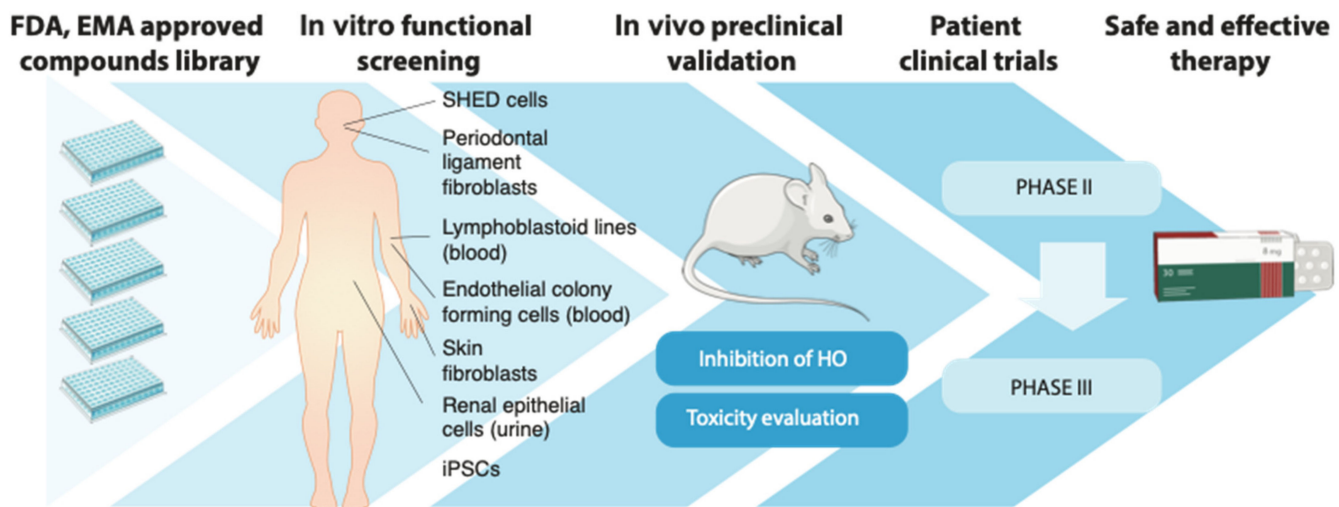 FDA, EMA approved
compounds library
In vitro functional
screening
In vivo preclinical
validation
Patient
clinical trials
Safe and effective
therapy
SHED cells
Periodontal
ligament
fibroblasts
Lymphoblastoid lines
(blood)
Endothelial colony
forming cells (blood)
Skin
fibroblasts
Renal epithelial
cells (urine)
iPSCs
Inhibition of HO
Toxicity evaluation
PHASE II
PHASE III
8 mg
30